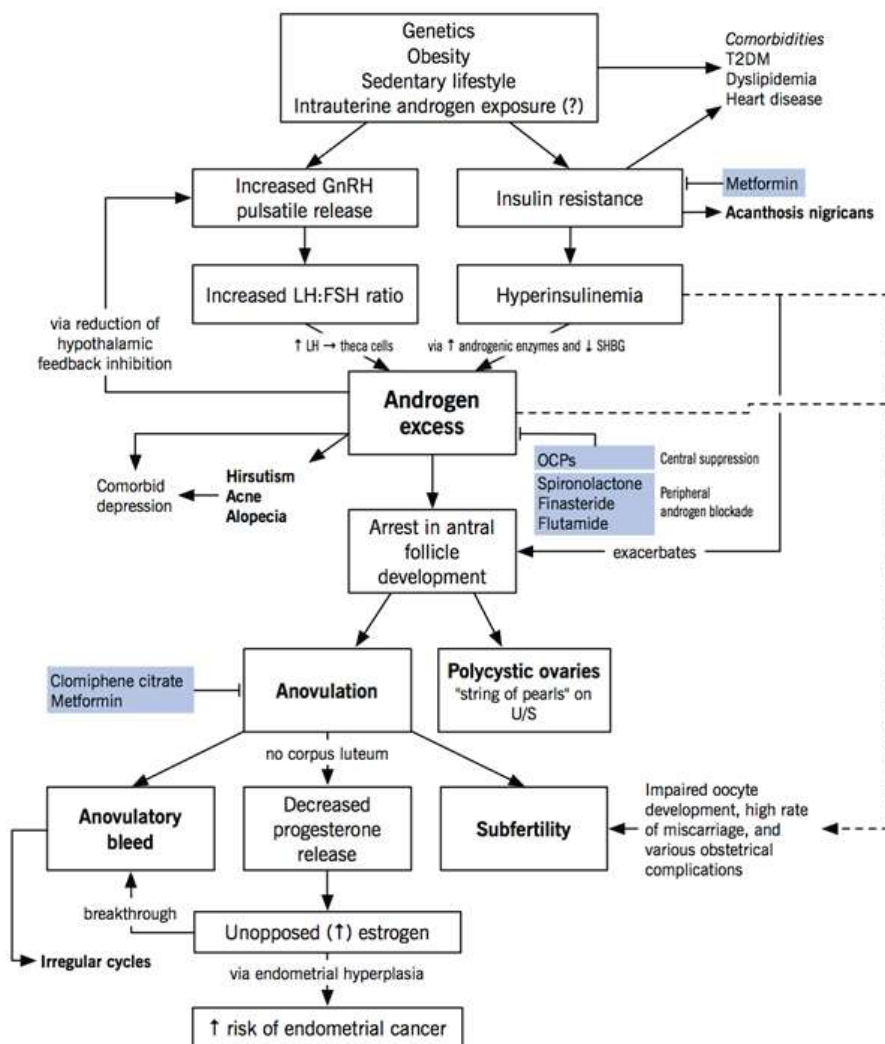 Genetics
Obesity
Sedentary lifestyle
Intrauterine androgen exposure (?)
Comorbidities
T2DM
Dyslipidemia
Heart disease
Increased GnRH
pulsatile release
Insulin resistance
Metformin
Acanthosis nigricans
Increased LH:FSH ratio
Hyperinsulinemia
via reduction of
hypothalamic
feedback inhibition
↑ LH → theca cells
via ↑ androgenic enzymes and ↓ SHBG
Androgen
excess
OCPs
Central suppression
Spironolactone
Finasteride
Flutamide
Peripheral
androgen blockade
Comorbid
depression
Hirsutism
Acne
Alopecia
Arrest in antral
follicle
development
exacerbates
Clomiphene citrate
Metformin
Anovulation
Polycystic ovaries
"string of pearls" on
U/S
no corpus luteum
Anovulatory
bleed
Decreased
progesterone
release
Subfertility
Impaired oocyte
development, high rate
of miscarriage, and
various obstetrical
complications
breakthrough
Unopposed (↑) estrogen
Irregular cycles
via endometrial hyperplasia
↑ risk of endometrial cancer